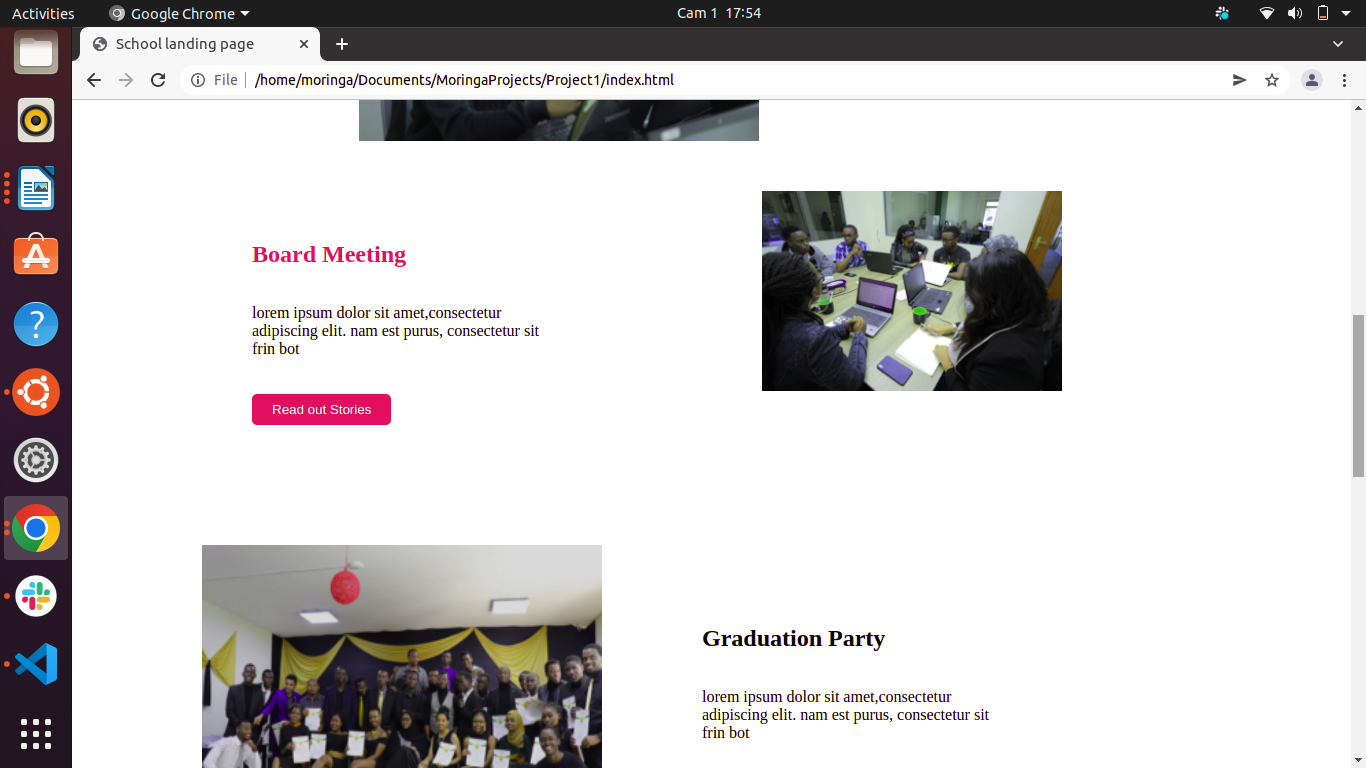 Activities
Google Chrome
Cam 1 17:54
School landing page
File
/home/moringa/Documents/MoringaProjects/Project1/index.html
Board Meeting
lorem ipsum dolor sit amet,consectetur
adipiscing elit. nam est purus, consectetur sit
frin bot
Read out Stories
Graduation Party
lorem ipsum dolor sit amet,consectetur
adipiscing elit. nam est purus, consectetur sit
frin bot